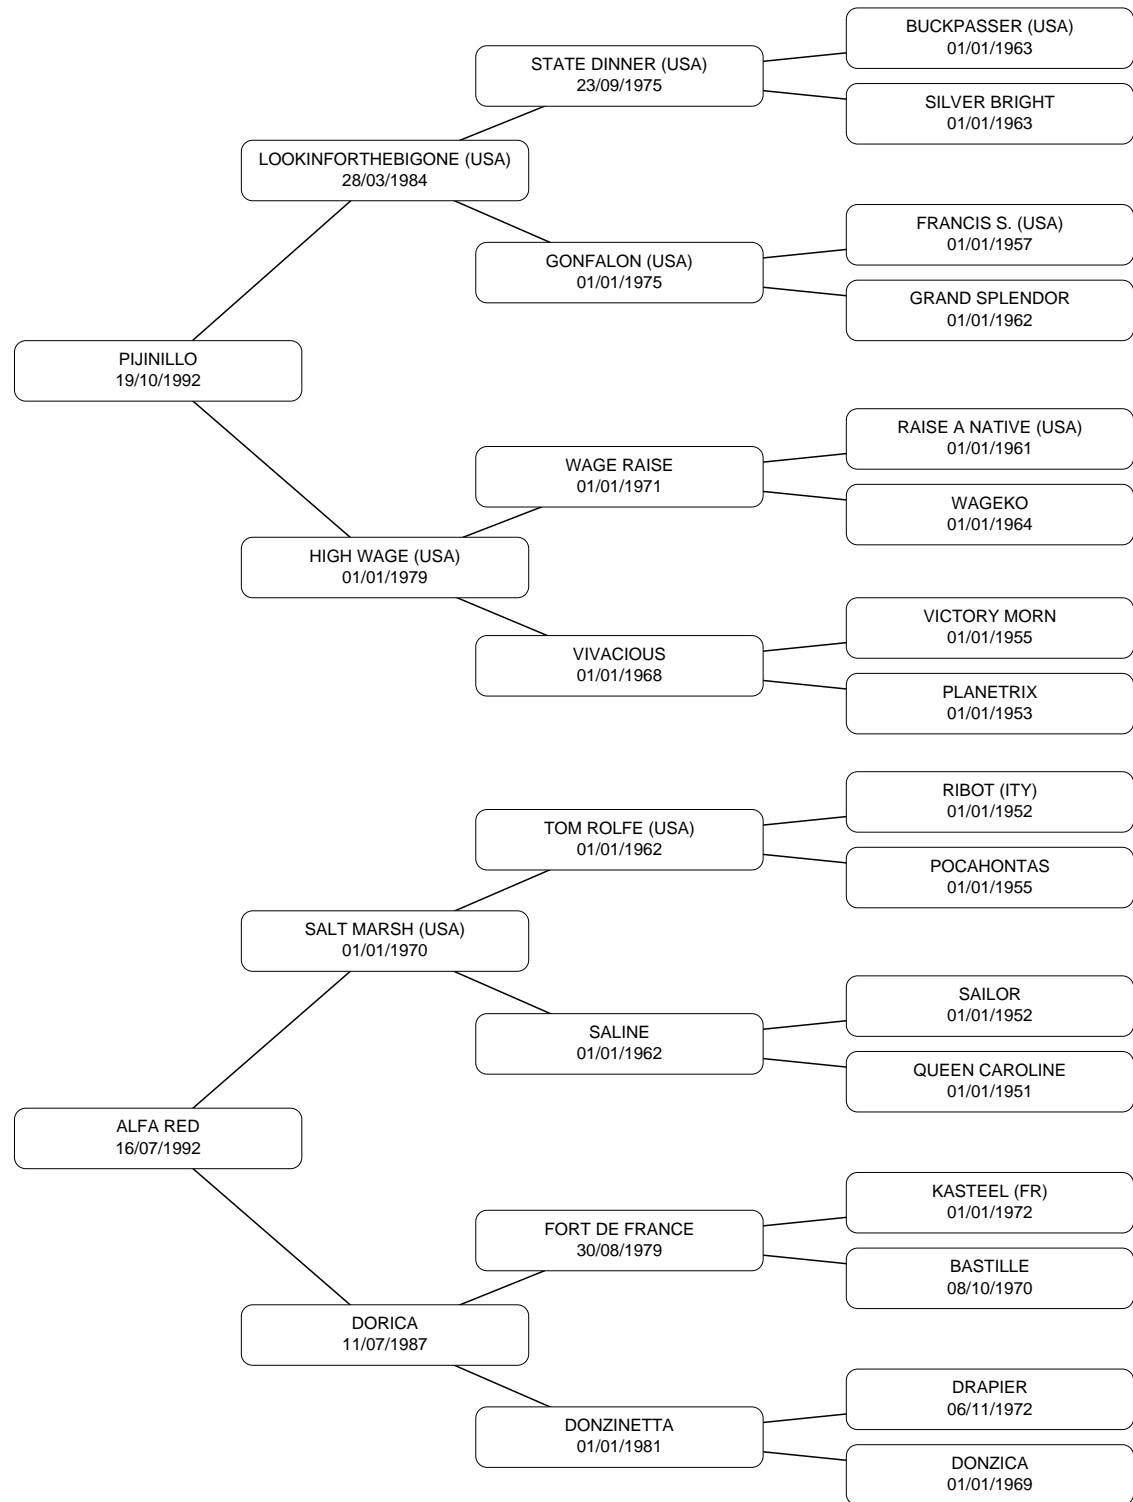 BUCKPASSER (USA)
01/01/1963
STATE DINNER (USA)
23/09/1975
SILVER BRIGHT
01/01/1963
LOOKINFORTHEBIGONE (USA)
28/03/1984
FRANCIS S. (USA)
01/01/1957
GONFALON (USA)
01/01/1975
GRAND SPLENDOR
01/01/1962
PIJINILLO
19/10/1992
RAISE A NATIVE (USA)
01/01/1961
WAGE RAISE
01/01/1971
WAGEKO
01/01/1964
HIGH WAGE (USA)
01/01/1979
VICTORY MORN
01/01/1955
VIVACIOUS
01/01/1968
PLANETRIX
01/01/1953
RIBOT (ITY)
01/01/1952
TOM ROLFE (USA)
01/01/1962
POCAHONTAS
01/01/1955
SALT MARSH (USA)
01/01/1970
SAILOR
01/01/1952
SALINE
01/01/1962
QUEEN CAROLINE
01/01/1951
ALFA RED
16/07/1992
KASTEEL (FR)
01/01/1972
FORT DE FRANCE
30/08/1979
BASTILLE
08/10/1970
DORICA
11/07/1987
DRAPIER
06/11/1972
DONZINETTA
01/01/1981
DONZICA
01/01/1969